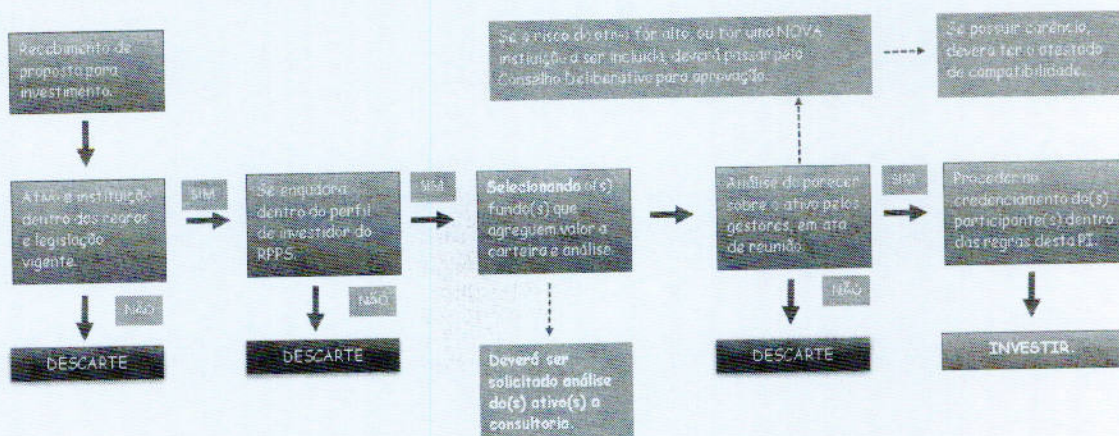 Recebimento de
proposta para
investimento.
Se o risco do ativo for alto, ou for uma NOVA
instituição a ser incluída, deverá passar pelo
Conselho Deliberativo para aprovação.
Se possuir carência,
deverá ter o atestado
de compatibilidade.
Ativo e instituição
dentro das regras
e legislação
vigente.
SIM
Se enquadra
dentro do perfil
de investidor do
RPPS.
SIM
Selecionando o(s)
fundo(s) que
agreguem valor a
carteira e análise.
Análise do parecer
sobre o ativo pelos
gestores, em ata
de reunião.
SIM
Proceder no
credenciamento do(s)
participante(s) dentro
das regras desta PI.
NÃO
NÃO
NÃO
DESCARTE
DESCARTE
Deverá ser
solicitado análise
do(s) ativo(s) a
consultoria.
DESCARTE
INVESTIR.